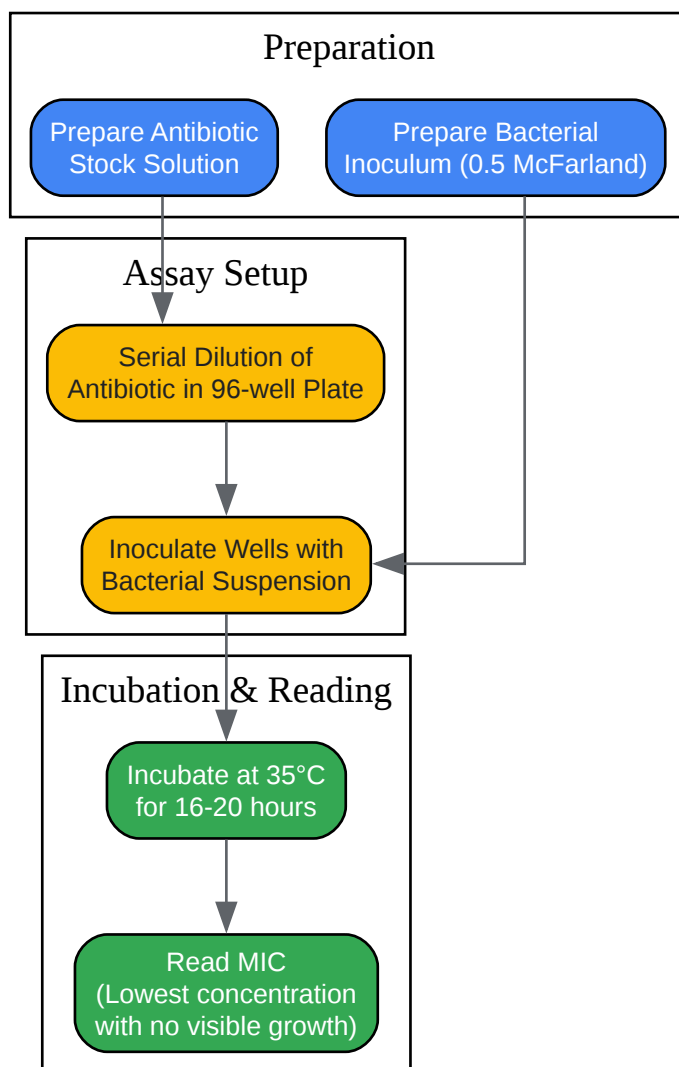 Preparation
Prepare Antibiotic
Stock Solution
Prepare Bacterial
Inoculum (0.5 McFarland)
Assay Setup
Serial Dilution of
Antibiotic in 96-well Plate
Inoculate Wells with
Bacterial Suspension
Incubation & Reading
Incubate at 35°C
for 16-20 hours
Read MIC
(Lowest concentration
with no visible growth)